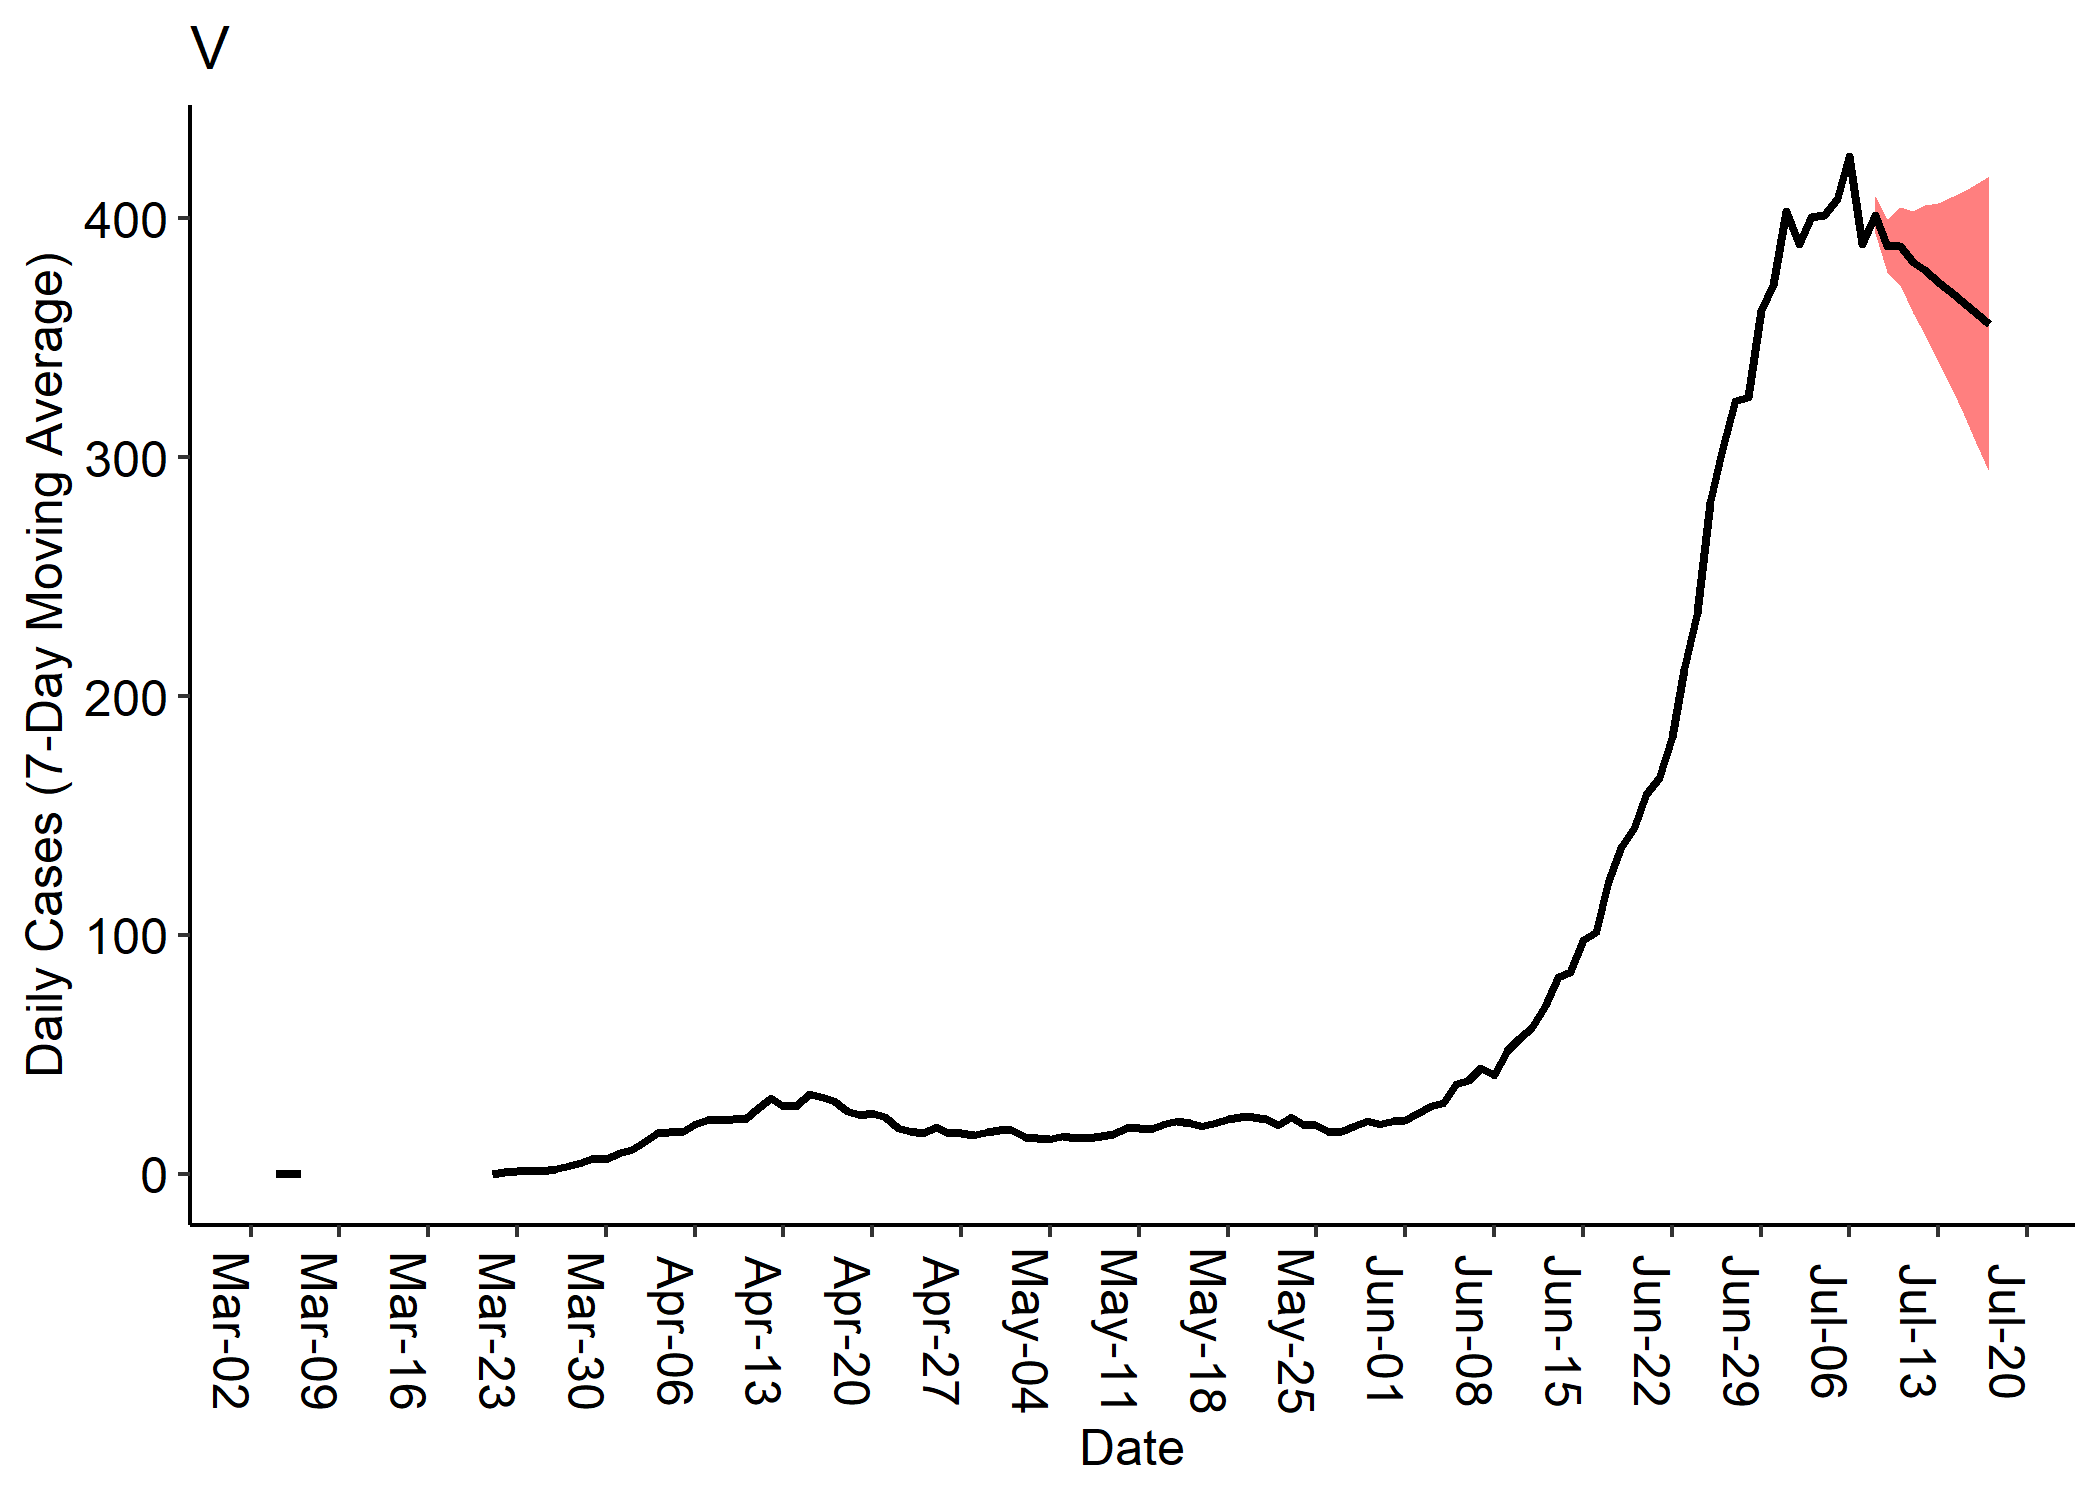 V
Daily Cases (7-Day Moving Average)
400
300
200
100
0
Mar-02
Mar-09
Mar-16
Mar-23
Mar-30
Apr-06
Apr-13
Apr-20
Apr-27
May-04
May-11
May-18
May-25
Jun-01
Jun-08
Jun-15
Jun-22
Jun-29
Jul-06
Jul-13
Jul-20
Date